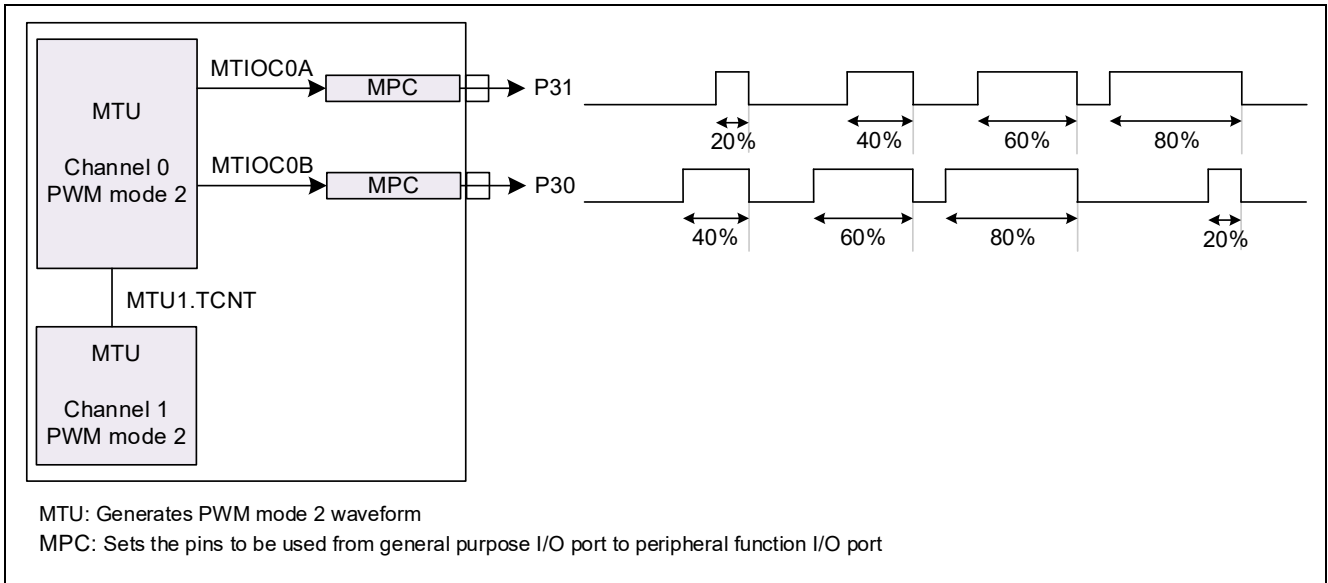 MTU
Channel 0
PWM mode 2
MTIOC0A
MPC
P31
20%
40%
60%
80%
MTIOC0B
MPC
P30
40%
60%
80%
20%
MTU1.TCNT
MTU
Channel 1
PWM mode 2
MTU: Generates PWM mode 2 waveform
MPC: Sets the pins to be used from general purpose I/O port to peripheral function I/O port